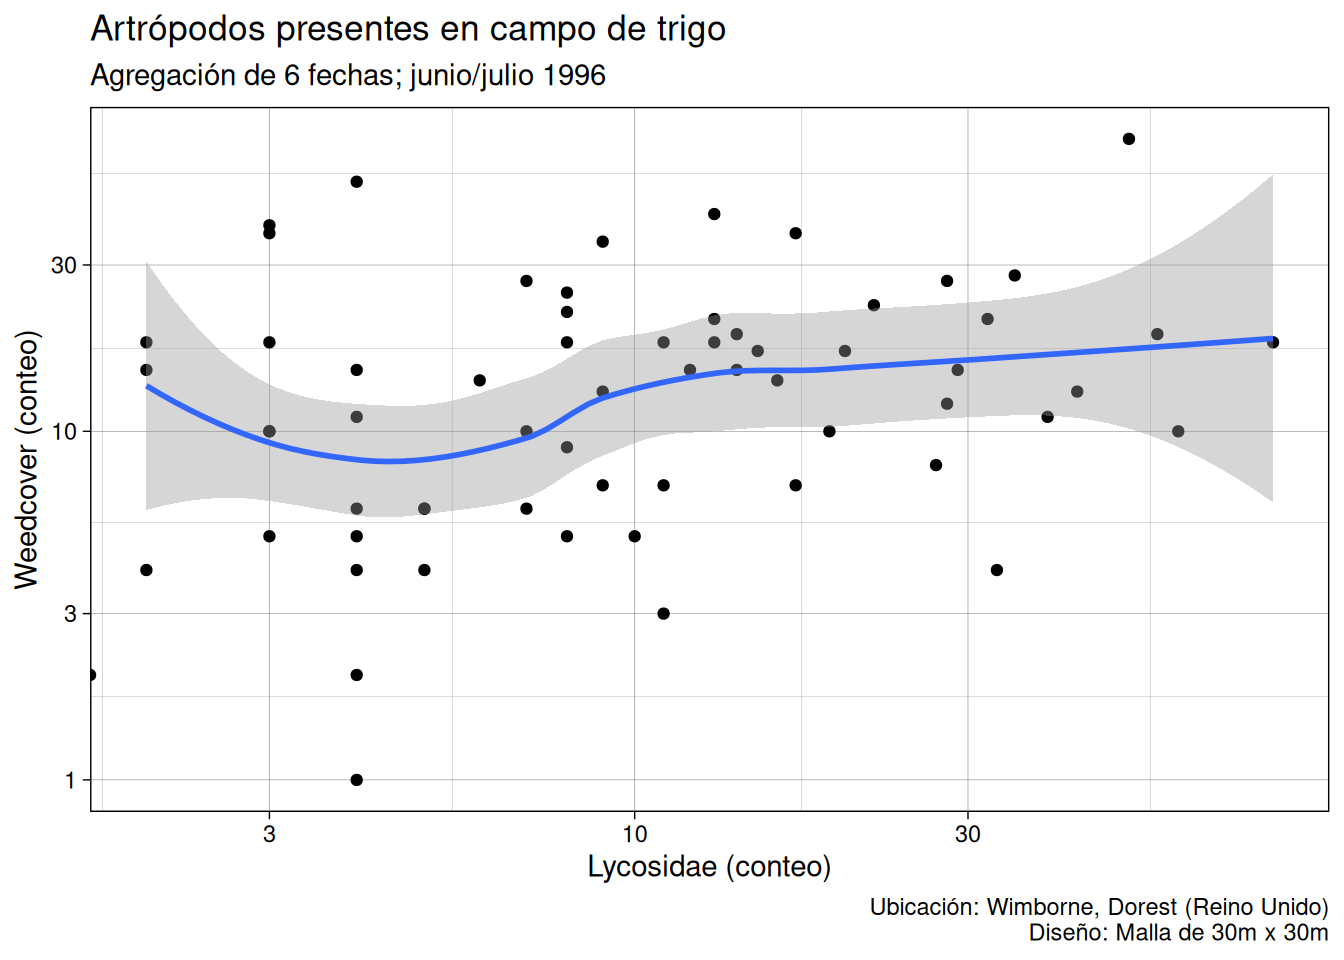 Artrópodos presentes en campo de trigo
Agregación de 6 fechas; junio/julio 1996
Weedcover (conteo)
30
10
3
1
3
10
30
Lycosidae (conteo)
Ubicación: Wimborne, Dorest (Reino Unido)
Diseño: Malla de 30m x 30m